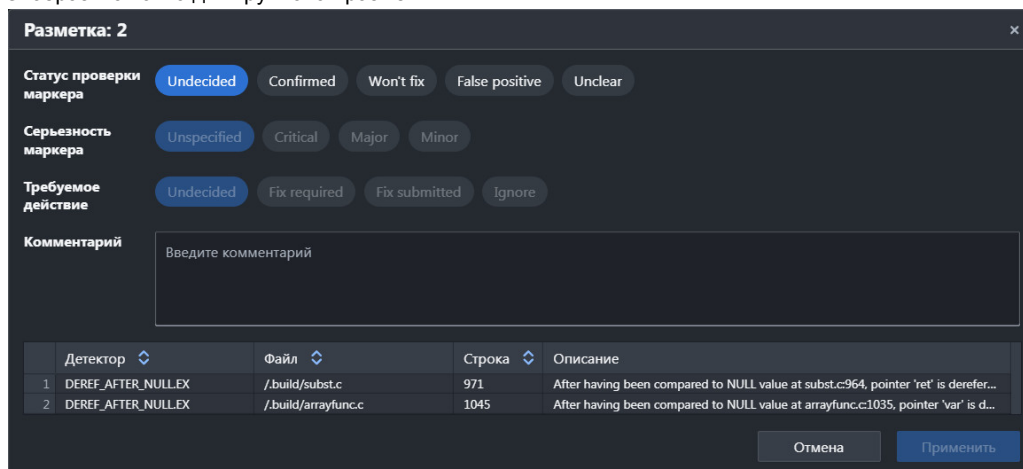 Разметка: 2
Статус проверки маркера Undecided Confirmed Won't fix False positive Unclear
Серьезность маркера Unspecified Critical Major Minor
Требуемое действие Undecided Fix required Fix submitted Ignore
Комментарий Введите комментарий
Детектор Файл Строка Описание
1 DEREF_AFTER_NULL.EX /.build/subst.c 971 After having been compared to NULL value at subst.c:964, pointer 'ret' is derefer...
2 DEREF_AFTER_NULL.EX /.build/arrayfunc.c 1045 After having been compared to NULL value at arrayfunc.c:1035, pointer 'var' is d...
Отмена Применить